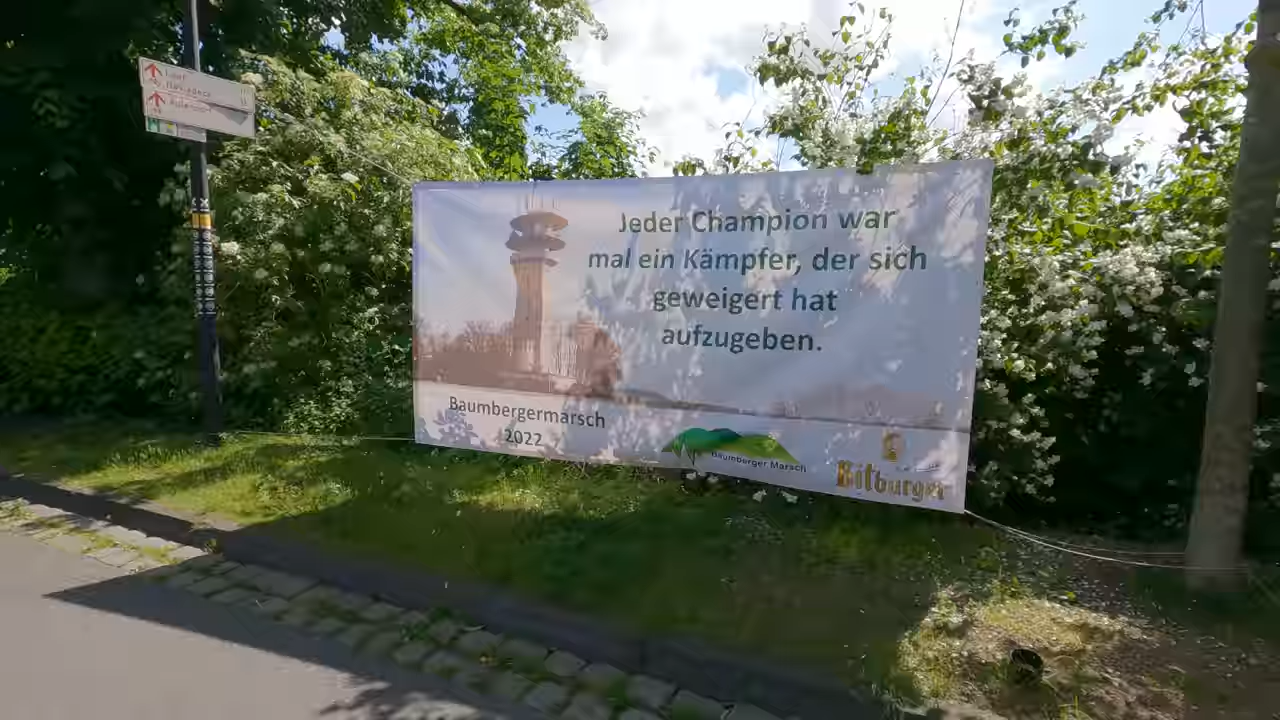 Jeder Champion war
mal ein Kämpfer, der sich
geweigert hat
aufzugeben.
Baumbergermarsch
2022
Baumberger Marsch
Bitburger